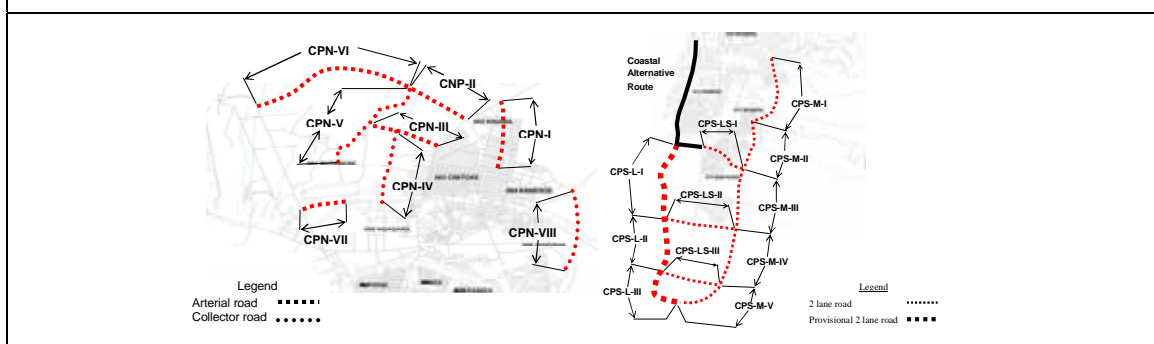 CPN-VI
CNP-II
CPN-V
CPN-III
CPN-I
CPN-IV
CPN-VII
CPN-VIII
Legend
Arterial road
Collector road
Coastal
Alternative
Route
CPS-M-I
CPS-LS-I
CPS-M-II
CPS-L-I
CPS-LS-II
CPS-M-III
CPS-L-II
CPS-LS-III
CPS-M-IV
CPS-L-III
CPS-M-V
Legend
2 lane road
Provisional 2 lane road